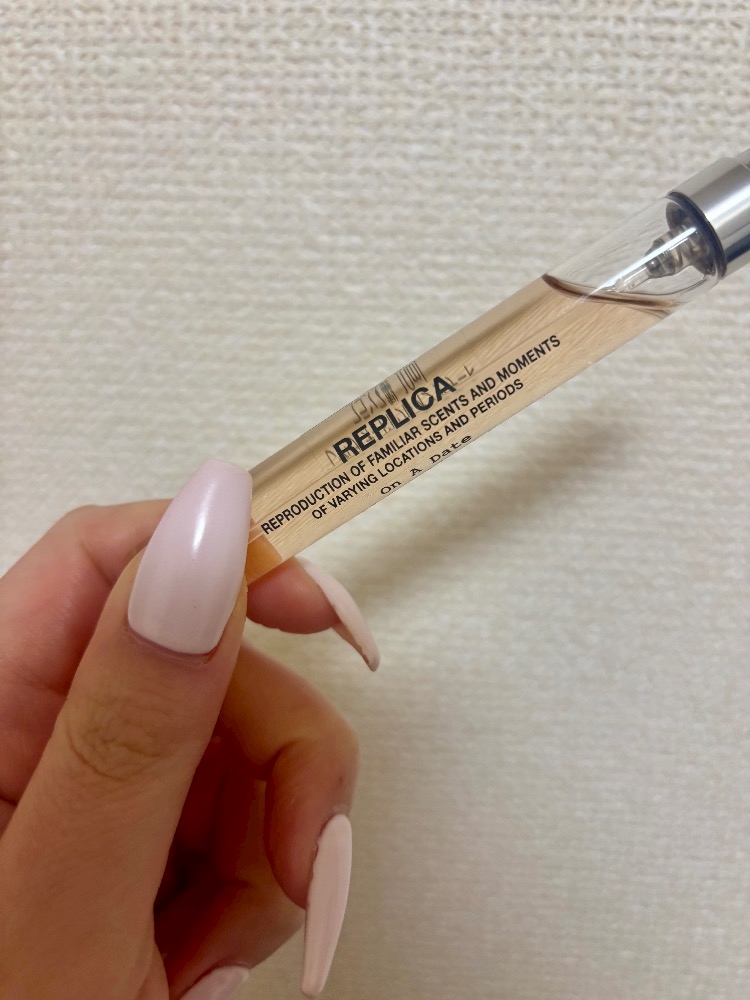 REPLICA
REPRODUCTION OF FAMILIAR SCENTS AND MOMENTS
OF VARYING LOCATIONS AND PERIODS
On A Date